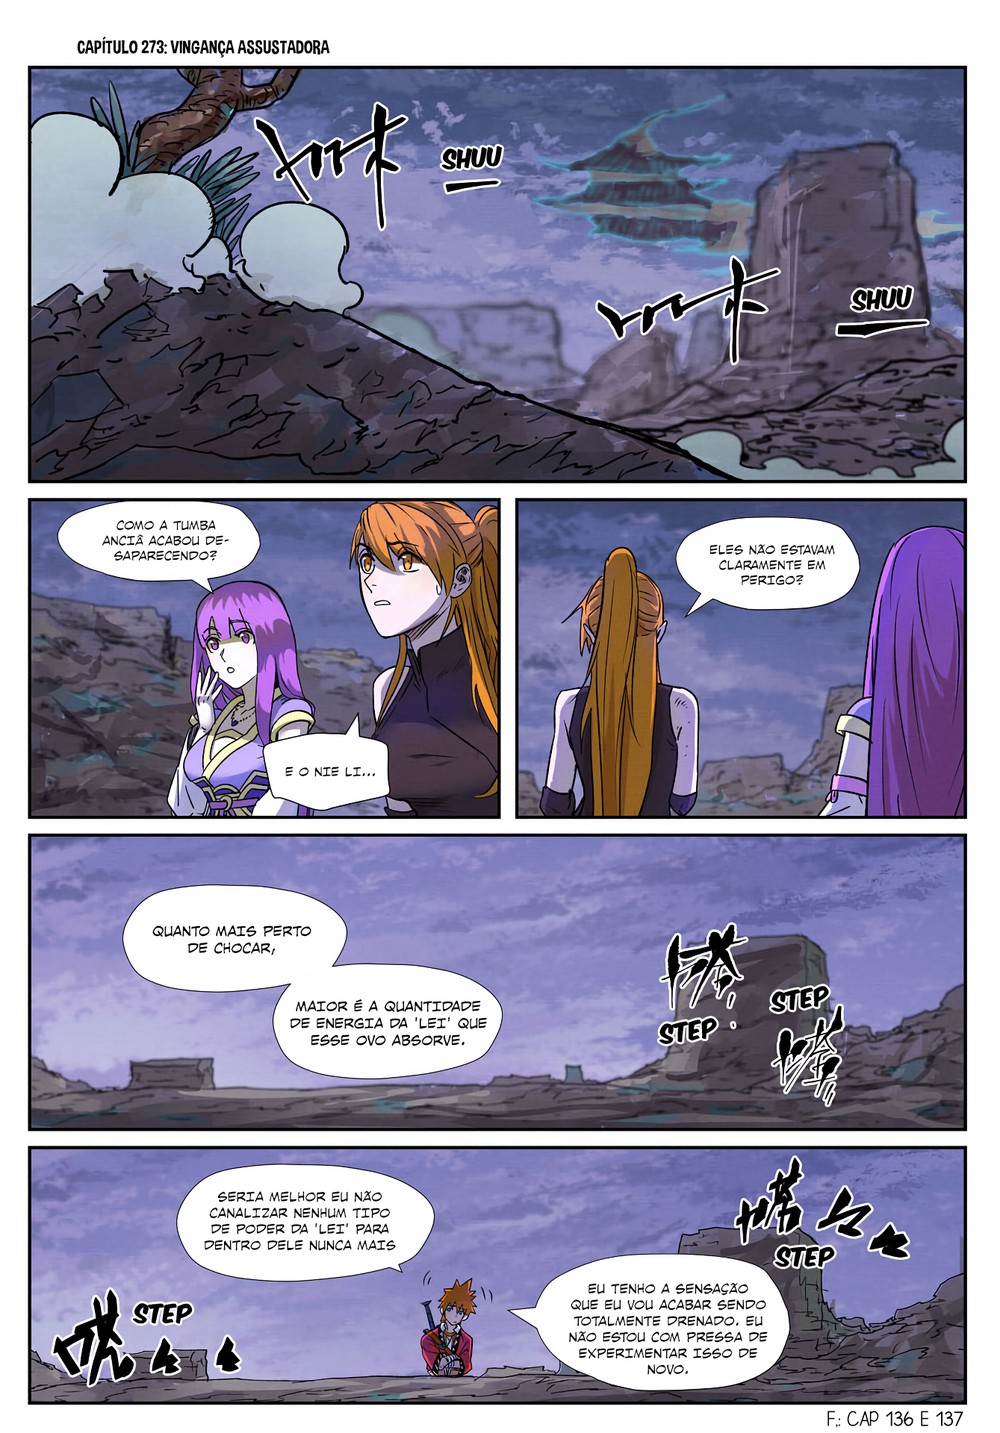 CAPÍTULO 273: VINGANÇA ASSUSTADORA
SHUU
SHUU
COMO A TUMBA
ANCIÃ ACABOU DE-
SAPARECENDO?
E O NIE LI...
ELES NÃO ESTAVAM
CLARAMENTE EM
PERIGO?
QUANTO MAIS PERTO
DE CHOCAR,
MAIOR É A QUANTIDADE
DE ENERGIA DA 'LEI' QUE
ESSE OVO ABSORVE.
STEP
STEP
SERIA MELHOR EU NÃO
CANALIZAR NENHUM TIPO
DE PODER DA 'LEI' PARA
DENTRO DELE NUNCA MAIS
STEP
STEP
EU TENHO A SENSAÇÃO
QUE EU VOU ACABAR SENDO
TOTALMENTE DRENADO. EU
NÃO ESTOU COM PRESSA DE
EXPERIMENTAR ISSO DE
NOVO.
F.: CAP 136 E 137